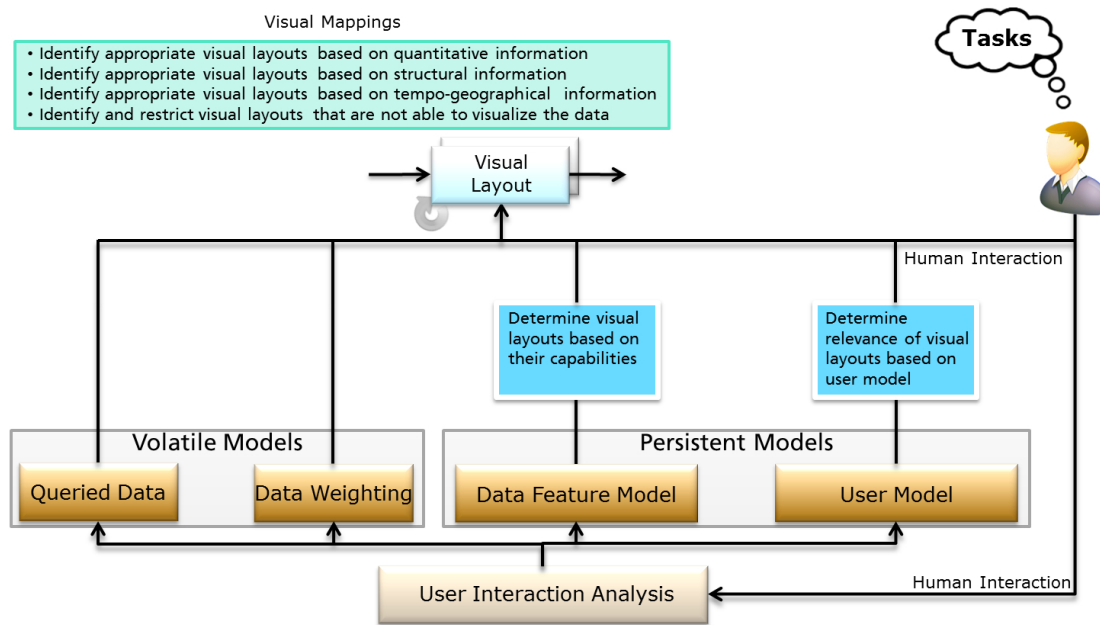 Visual Mappings
• Identify appropriate visual layouts based on quantitative information
• Identify appropriate visual layouts based on structural information
• Identify appropriate visual layouts based on tempo-geographical information
• Identify and restrict visual layouts that are not able to visualize the data
Tasks
Visual
Layout
Human Interaction
Determine visual
layouts based on
their capabilities
Determine
relevance of visual
layouts based on
user model
Volatile Models
Persistent Models
Queried Data
Data Weighting
Data Feature Model
User Model
User Interaction Analysis
Human Interaction